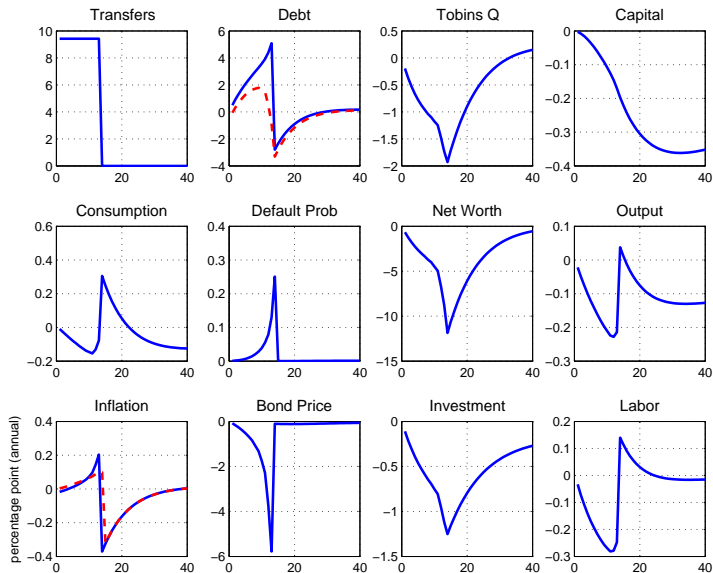 Transfers
10
8
6
4
2
0
0 20 40
Debt
6
4
2
0
−2
−4
0 20 40
Tobins Q
0.5
0
−0.5
−1
−1.5
−2
0 20 40
Capital
0
−0.1
−0.2
−0.3
−0.4
0 20 40
Consumption
0.6
0.4
0.2
0
−0.2
0 20 40
Default Prob
0.4
0.3
0.2
0.1
0
0 20 40
Net Worth
0
−5
−10
−15
0 20 40
Output
0.1
0
−0.1
−0.2
−0.3
0 20 40
Inflation
percentage point (annual)
0.4
0.2
0
−0.2
−0.4
0 20 40
Bond Price
0
−1
−2
−3
−4
−5
−6
0 20 40
Investment
0
−0.5
−1
−1.5
0 20 40
Labor
0.2
0.1
0
−0.1
−0.2
−0.3
0 20 40